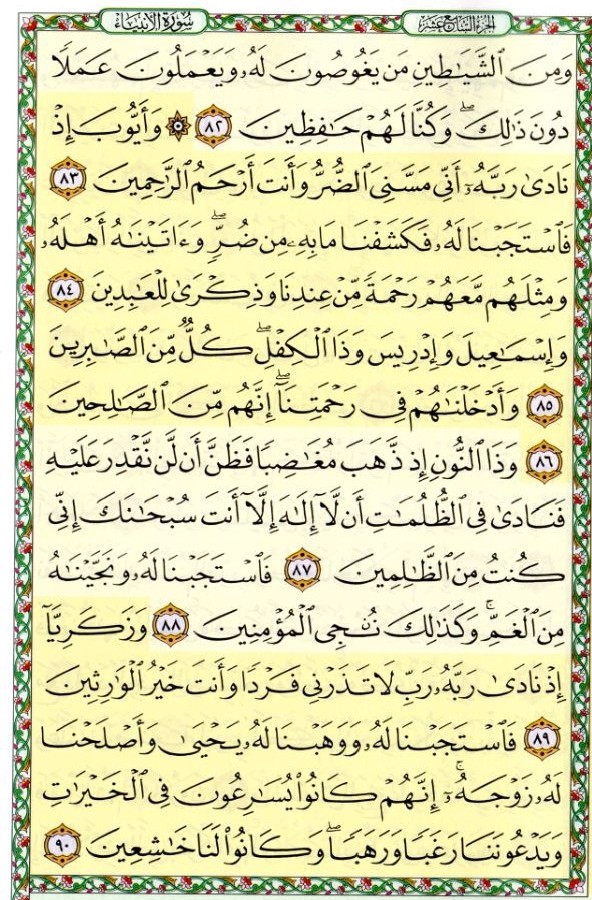 الجزء السابع عشر
سورة الأنبياء
وَمِنَ ٱلشَّيَـٰطِينِ مَن يَغُوصُونَ لَهُۥ وَيَعْمَلُونَ عَمَلًا
دُونَ ذَٰلِكَ ۖ وَكُنَّا لَهُمْ حَـٰفِظِينَ ٨٢ ۞ وَأَيُّوبَ إِذْ
نَادَىٰ رَبَّهُۥٓ أَنِّى مَسَّنِىَ ٱلضُّرُّ وَأَنتَ أَرْحَمُ ٱلرَّٰحِمِينَ ٨٣
فَٱسْتَجَبْنَا لَهُۥ فَكَشَفْنَا مَا بِهِۦ مِن ضُرٍّ ۖ وَءَاتَيْنَـٰهُ أَهْلَهُۥ
وَمِثْلَهُم مَّعَهُمْ رَحْمَةً مِّنْ عِندِنَا وَذِكْرَىٰ لِلْعَـٰبِدِينَ ٨٤
وَإِسْمَـٰعِيلَ وَإِدْرِيسَ وَذَا ٱلْكِفْلِ ۖ كُلٌّ مِّنَ ٱلصَّـٰبِرِينَ
٨٥ وَأَدْخَلْنَـٰهُمْ فِى رَحْمَتِنَآ ۖ إِنَّهُم مِّنَ ٱلصَّـٰلِحِينَ
٨٦ وَذَا ٱلنُّونِ إِذ ذَّهَبَ مُغَـٰضِبًا فَظَنَّ أَن لَّن نَّقْدِرَ عَلَيْهِ
فَنَادَىٰ فِى ٱلظُّلُمَـٰتِ أَن لَّآ إِلَـٰهَ إِلَّآ أَنتَ سُبْحَـٰنَكَ إِنِّى
كُنتُ مِنَ ٱلظَّـٰلِمِينَ ٨٧ فَٱسْتَجَبْنَا لَهُۥ وَنَجَّيْنَـٰهُ
مِنَ ٱلْغَمِّ ۚ وَكَذَٰلِكَ نُـۨجِى ٱلْمُؤْمِنِينَ ٨٨ وَزَكَرِيَّآ
إِذْ نَادَىٰ رَبَّهُۥ رَبِّ لَا تَذَرْنِى فَرْدًا وَأَنتَ خَيْرُ ٱلْوَٰرِثِينَ
٨٩ فَٱسْتَجَبْنَا لَهُۥ وَوَهَبْنَا لَهُۥ يَحْيَىٰ وَأَصْلَحْنَا
لَهُۥ زَوْجَهُۥٓ ۚ إِنَّهُمْ كَانُوا۟ يُسَـٰرِعُونَ فِى ٱلْخَيْرَٰتِ
وَيَدْعُونَنَا رَغَبًا وَرَهَبًا ۖ وَكَانُوا۟ لَنَا خَـٰشِعِينَ ٩٠